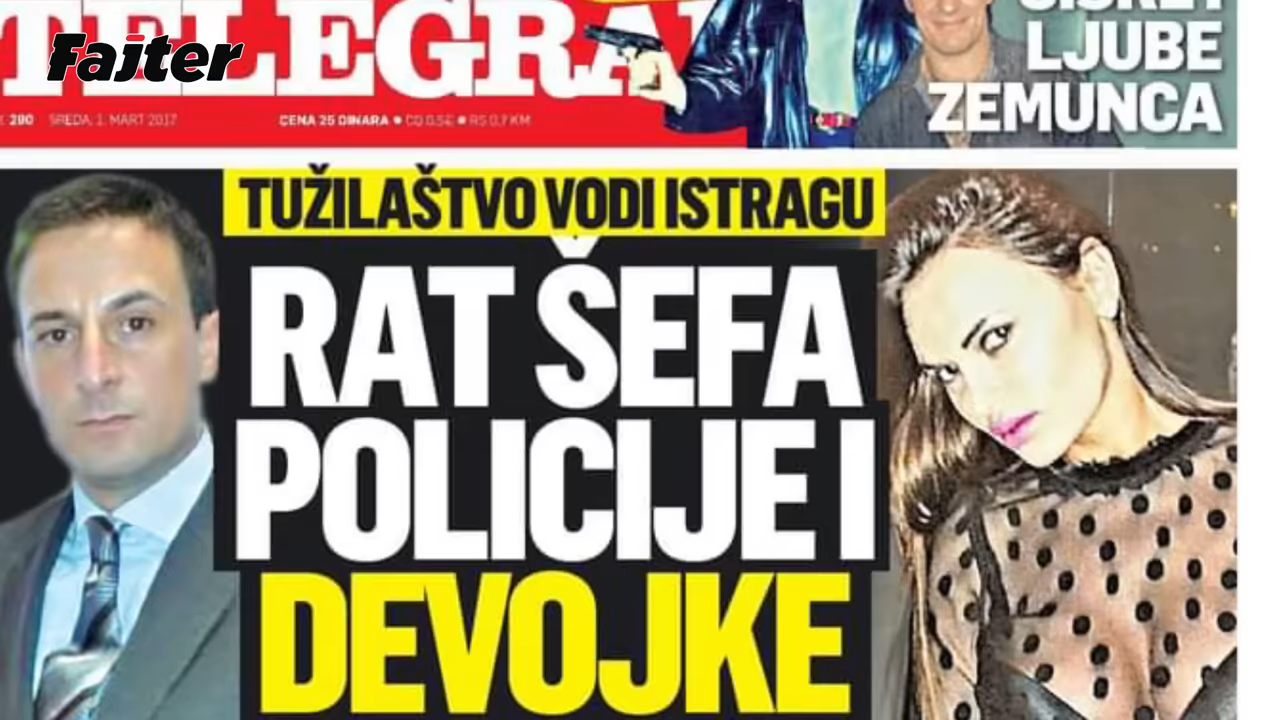 TELEGRA
Fajter
290 SREDA, 1. MART 2017
CENA 25 DINARA • CG 0.5€ • RS 0,7 KM
LJUBE
ZEMUNCA
TUŽILAŠTVO VODI ISTRAGU
RAT ŠEFA
POLICIJE I
DEVOJKE